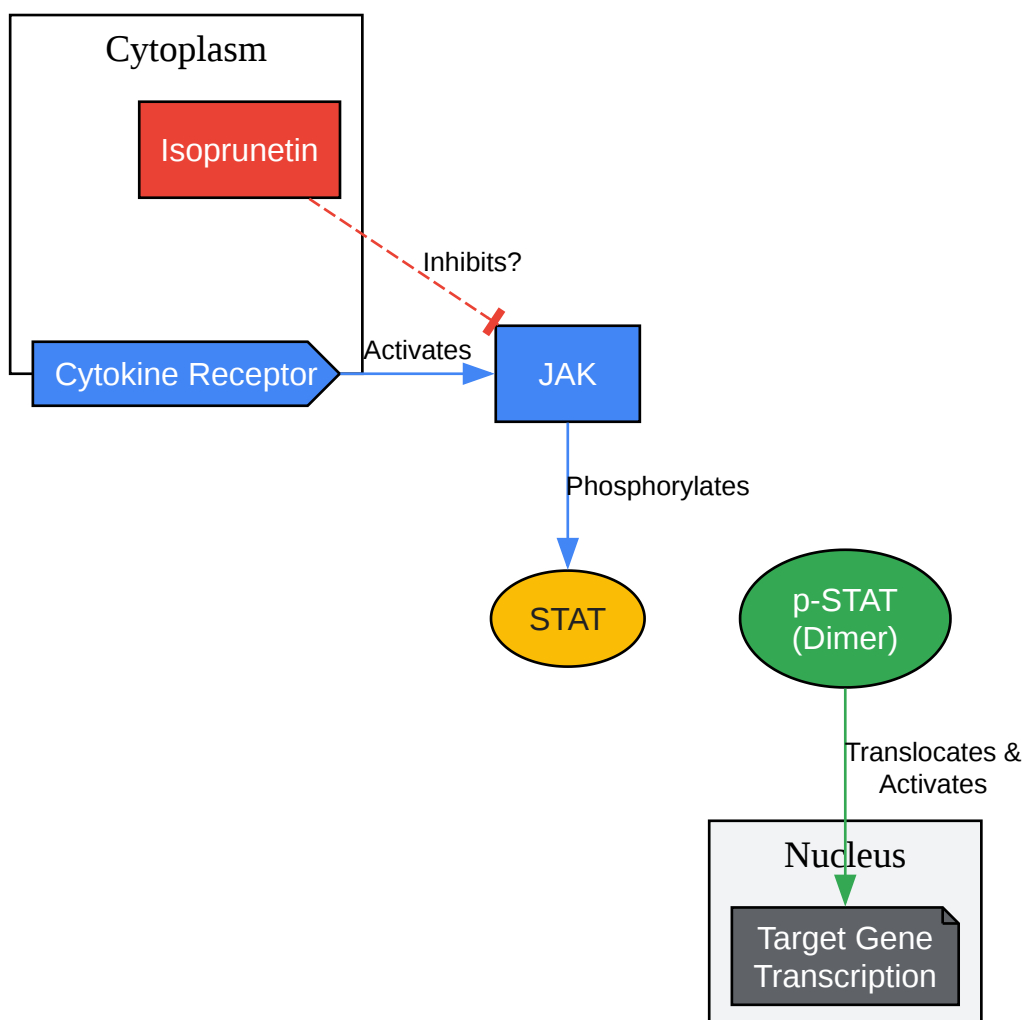 Cytoplasm
Isoprunetin
Inhibits?
Activates
Cytokine Receptor
JAK
Phosphorylates
STAT
p-STAT
(Dimer)
Translocates &
Activates
Nucleus
Target Gene
Transcription